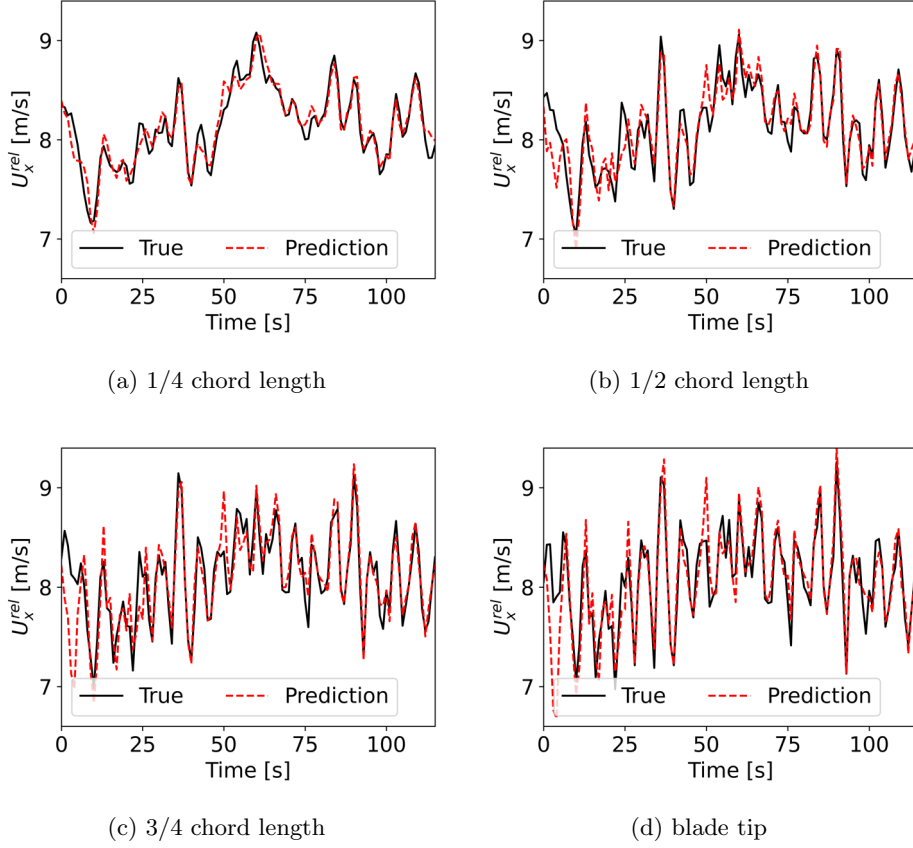 9
8
7
U_x^{rel} [m/s]
True Prediction
0 25 50 75 100
Time [s]
(a) 1/4 chord length
9
8
7
U_x^{rel} [m/s]
True Prediction
0 25 50 75 100
Time [s]
(b) 1/2 chord length
9
8
7
U_x^{rel} [m/s]
True Prediction
0 25 50 75 100
Time [s]
(c) 3/4 chord length
9
8
7
U_x^{rel} [m/s]
True Prediction
0 25 50 75 100
Time [s]
(d) blade tip